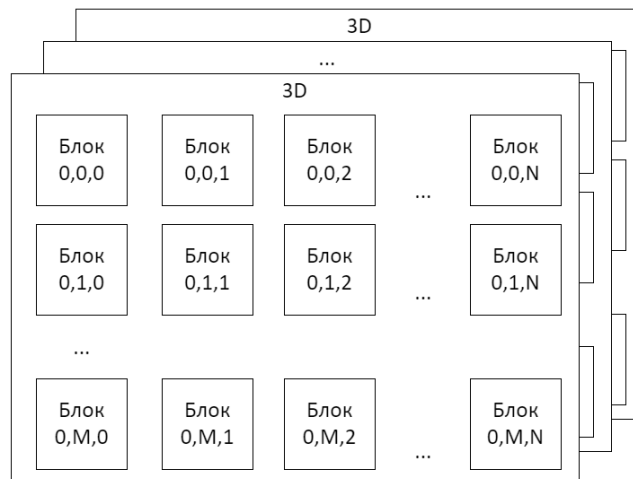 3D
...
3D
Блок
0,0,0
Блок
0,0,1
Блок
0,0,2
...
Блок
0,0,N
Блок
0,1,0
Блок
0,1,1
Блок
0,1,2
...
Блок
0,1,N
...
Блок
0,M,0
Блок
0,M,1
Блок
0,M,2
...
Блок
0,M,N